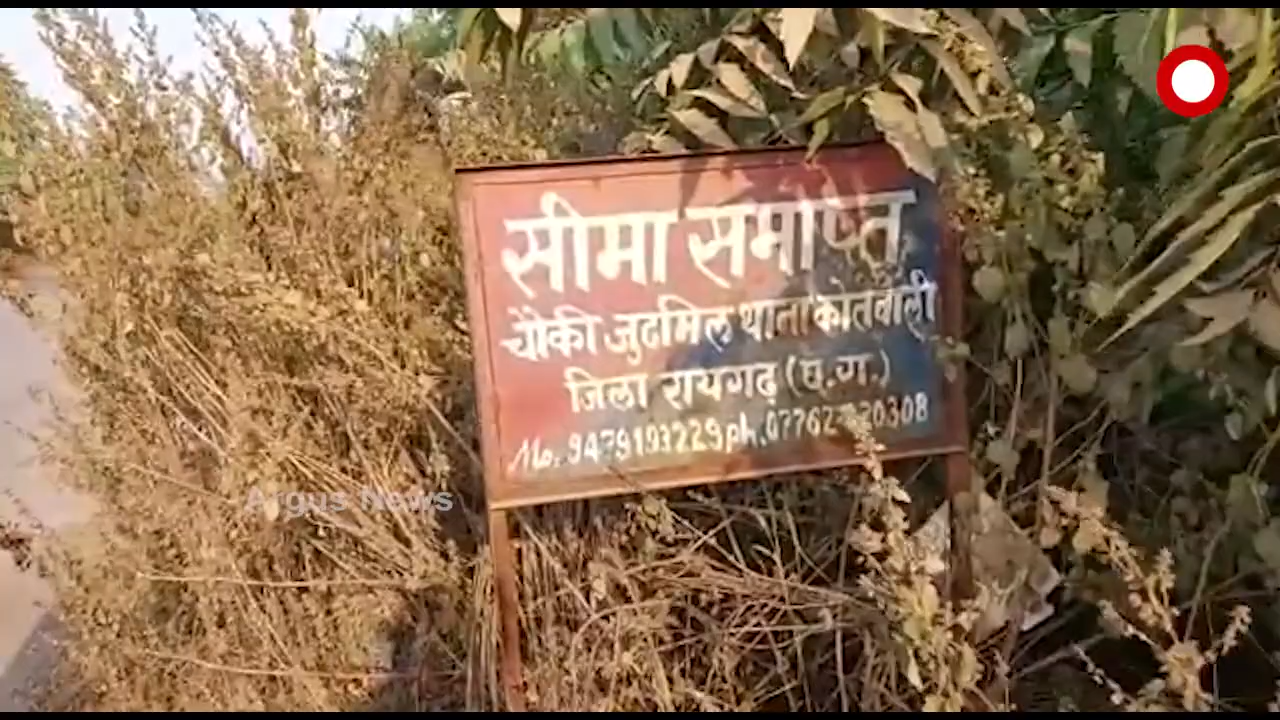 सीमा समाप्त
चौकी जुटमिल थाना कोतवाली
जिला रायगढ़ (छ.ग.)
Mo. 9479193229 ph.
Argus News